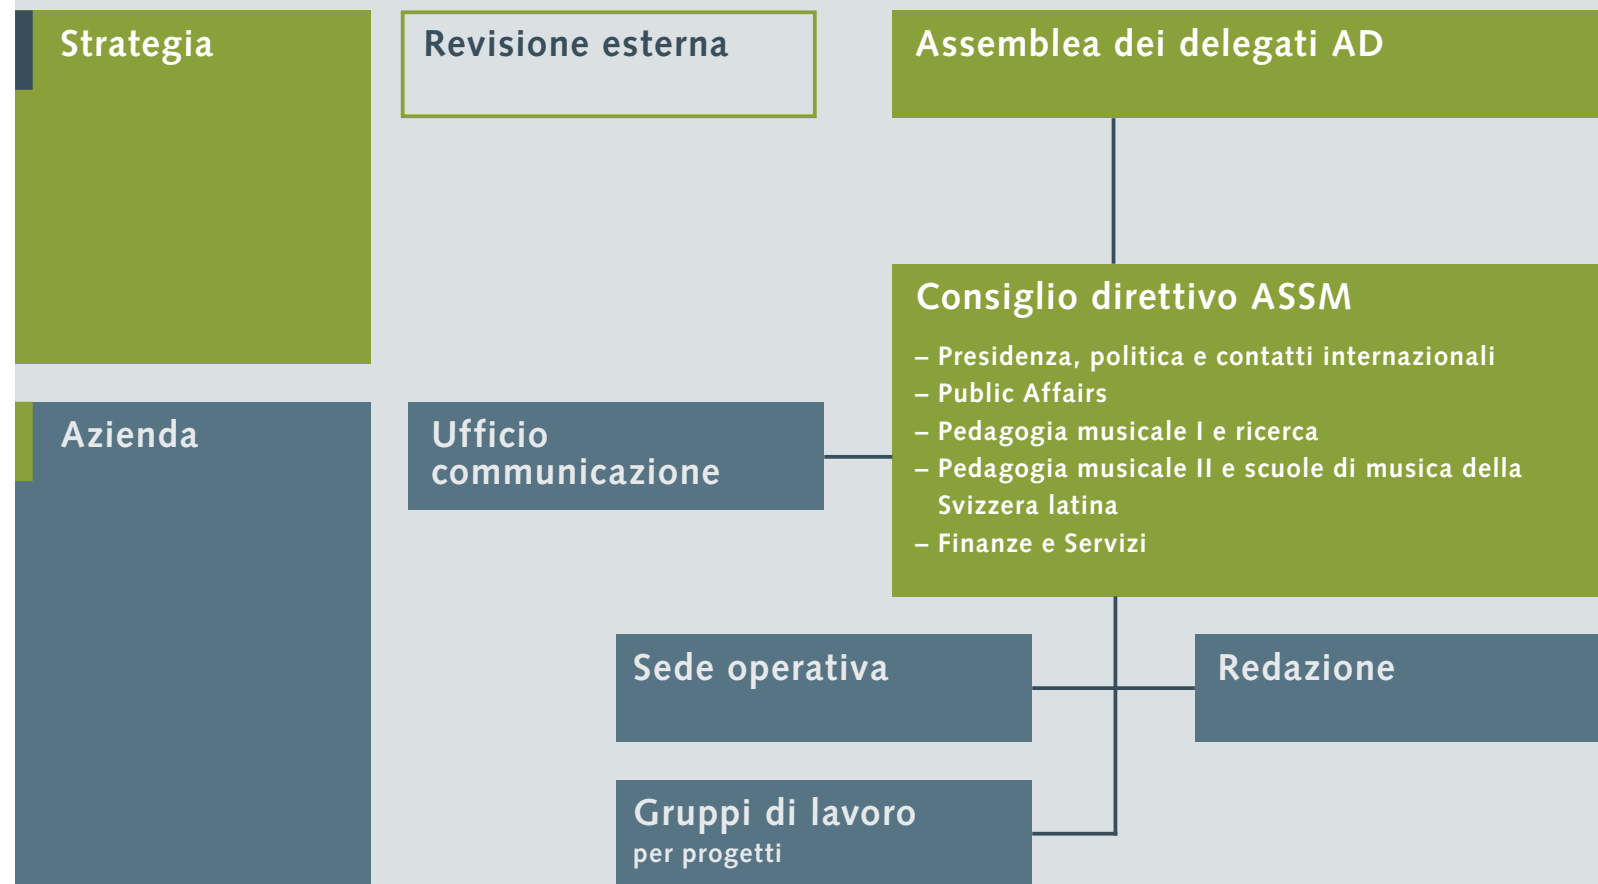 Strategia
Revisione esterna
Assemblea dei delegati AD
Consiglio direttivo ASSM
– Presidenza, politica e contatti internazionali
– Public Affairs
– Pedagogia musicale I e ricerca
– Pedagogia musicale II e scuole di musica della
Svizzera latina
– Finanze e Servizi
Azienda
Ufficio
communicazione
Sede operativa
Redazione
Gruppi di lavoro
per progetti